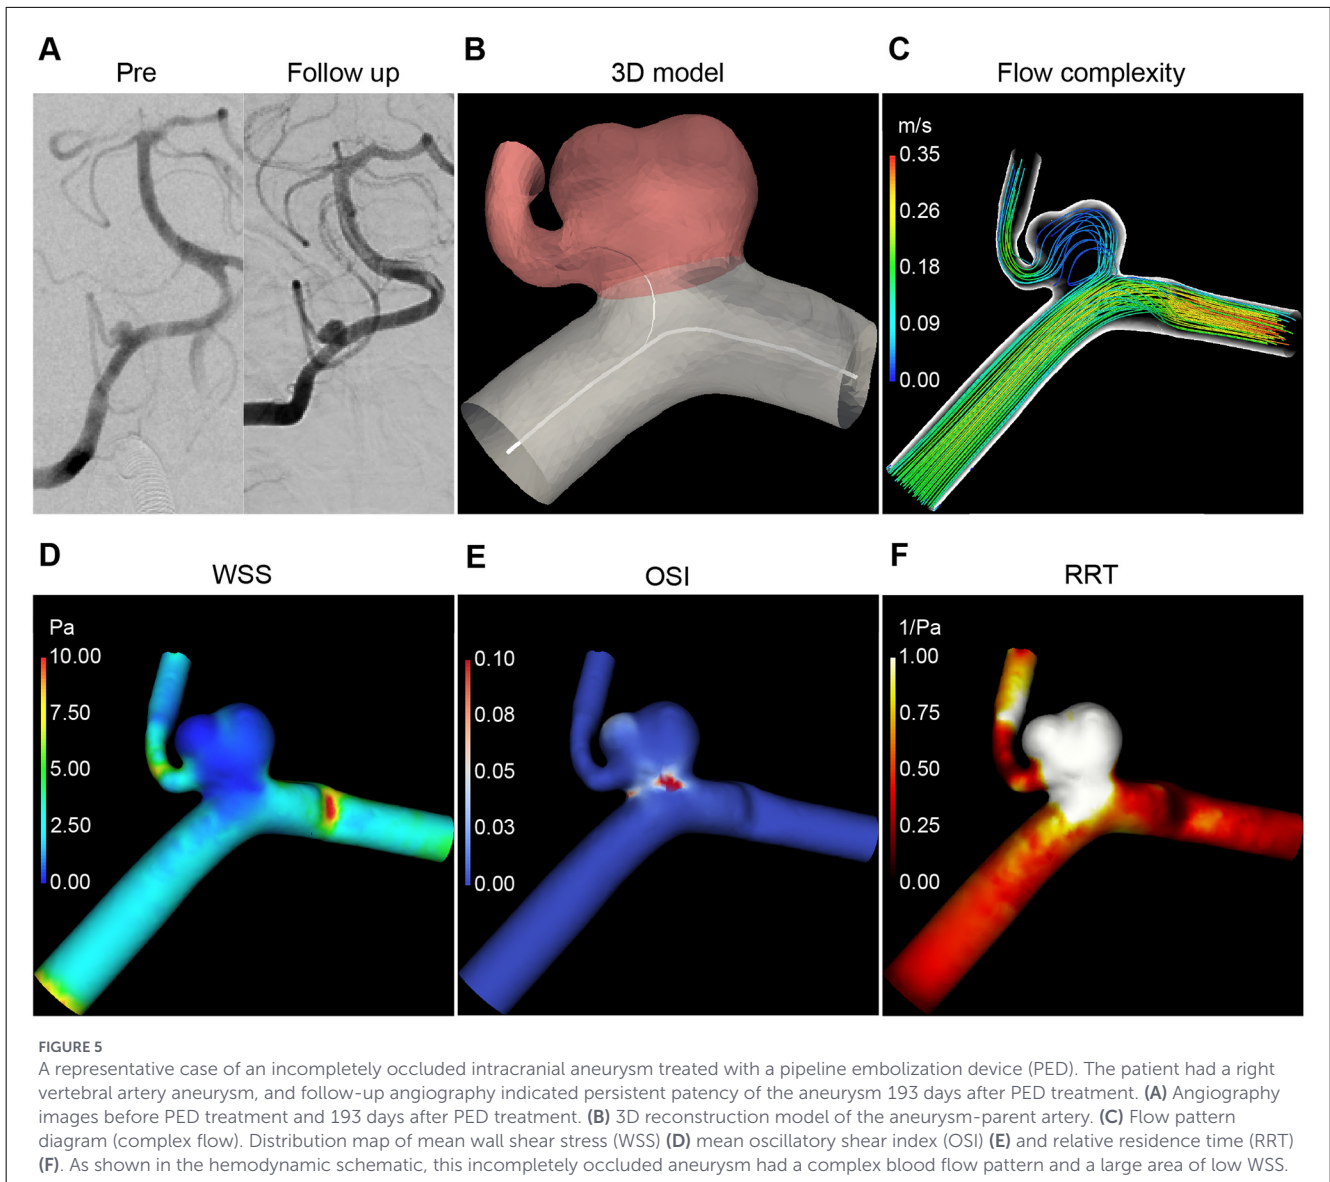 A
Pre
Follow up
B
3D model
C
Flow complexity
m/s
0.35
0.26
0.18
0.09
0.00
D
WSS
Pa
10.00
7.50
5.00
2.50
0.00
E
OSI
0.10
0.08
0.05
0.03
0.00
F
RRT
1/Pa
1.00
0.75
0.50
0.25
0.00
FIGURE 5
A representative case of an incompletely occluded intracranial aneurysm treated with a pipeline embolization device (PED). The patient had a right
vertebral artery aneurysm, and follow-up angiography indicated persistent patency of the aneurysm 193 days after PED treatment. (A) Angiography
images before PED treatment and 193 days after PED treatment. (B) 3D reconstruction model of the aneurysm-parent artery. (C) Flow pattern
diagram (complex flow). Distribution map of mean wall shear stress (WSS) (D) mean oscillatory shear index (OSI) (E) and relative residence time (RRT)
(F). As shown in the hemodynamic schematic, this incompletely occluded aneurysm had a complex blood flow pattern and a large area of low WSS.